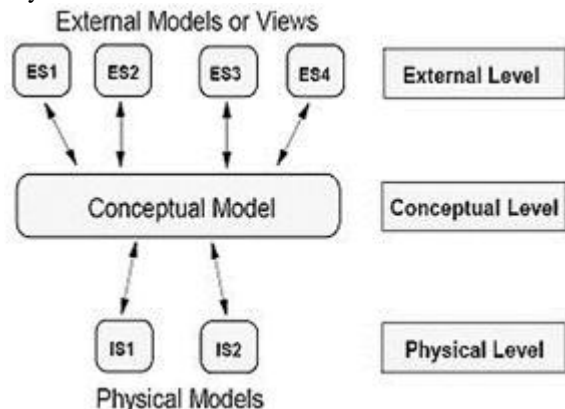 External Models or Views
ES1 ES2 ES3 ES4 External Level
Conceptual Model Conceptual Level
IS1 IS2 Physical Level
Physical Models